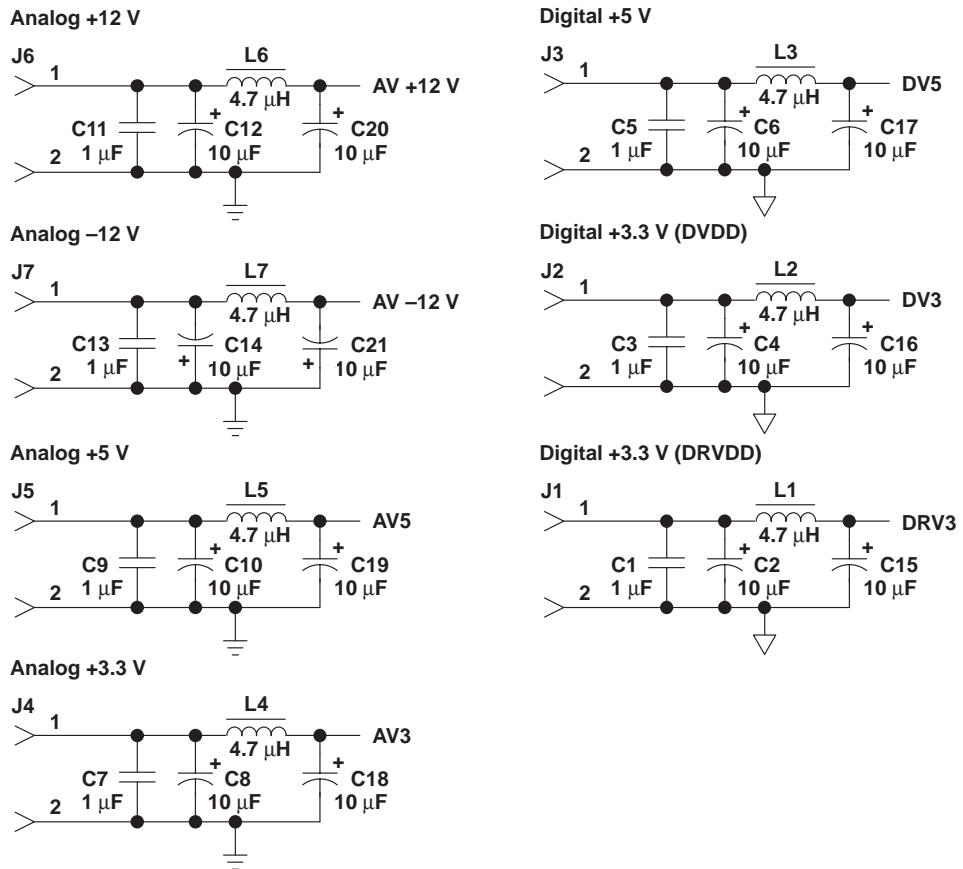 Analog +12 V
J6
1
L6
4.7 μH
AV +12 V
+
+
C11
1 μF
C12
10 μF
C20
10 μF
2
Analog –12 V
J7
1
L7
4.7 μH
AV –12 V
C13
1 μF
+
C14
10 μF
+
C21
10 μF
2
Analog +5 V
J5
1
L5
4.7 μH
AV5
+
+
C9
1 μF
C10
10 μF
C19
10 μF
2
Analog +3.3 V
J4
1
L4
4.7 μH
AV3
+
+
C7
1 μF
C8
10 μF
C18
10 μF
2
Digital +5 V
J3
1
L3
4.7 μH
DV5
+
+
C5
1 μF
C6
10 μF
C17
10 μF
2
Digital +3.3 V (DVDD)
J2
1
L2
4.7 μH
DV3
+
+
C3
1 μF
C4
10 μF
C16
10 μF
2
Digital +3.3 V (DRVDD)
J1
1
L1
4.7 μH
DRV3
+
+
C1
1 μF
C2
10 μF
C15
10 μF
2